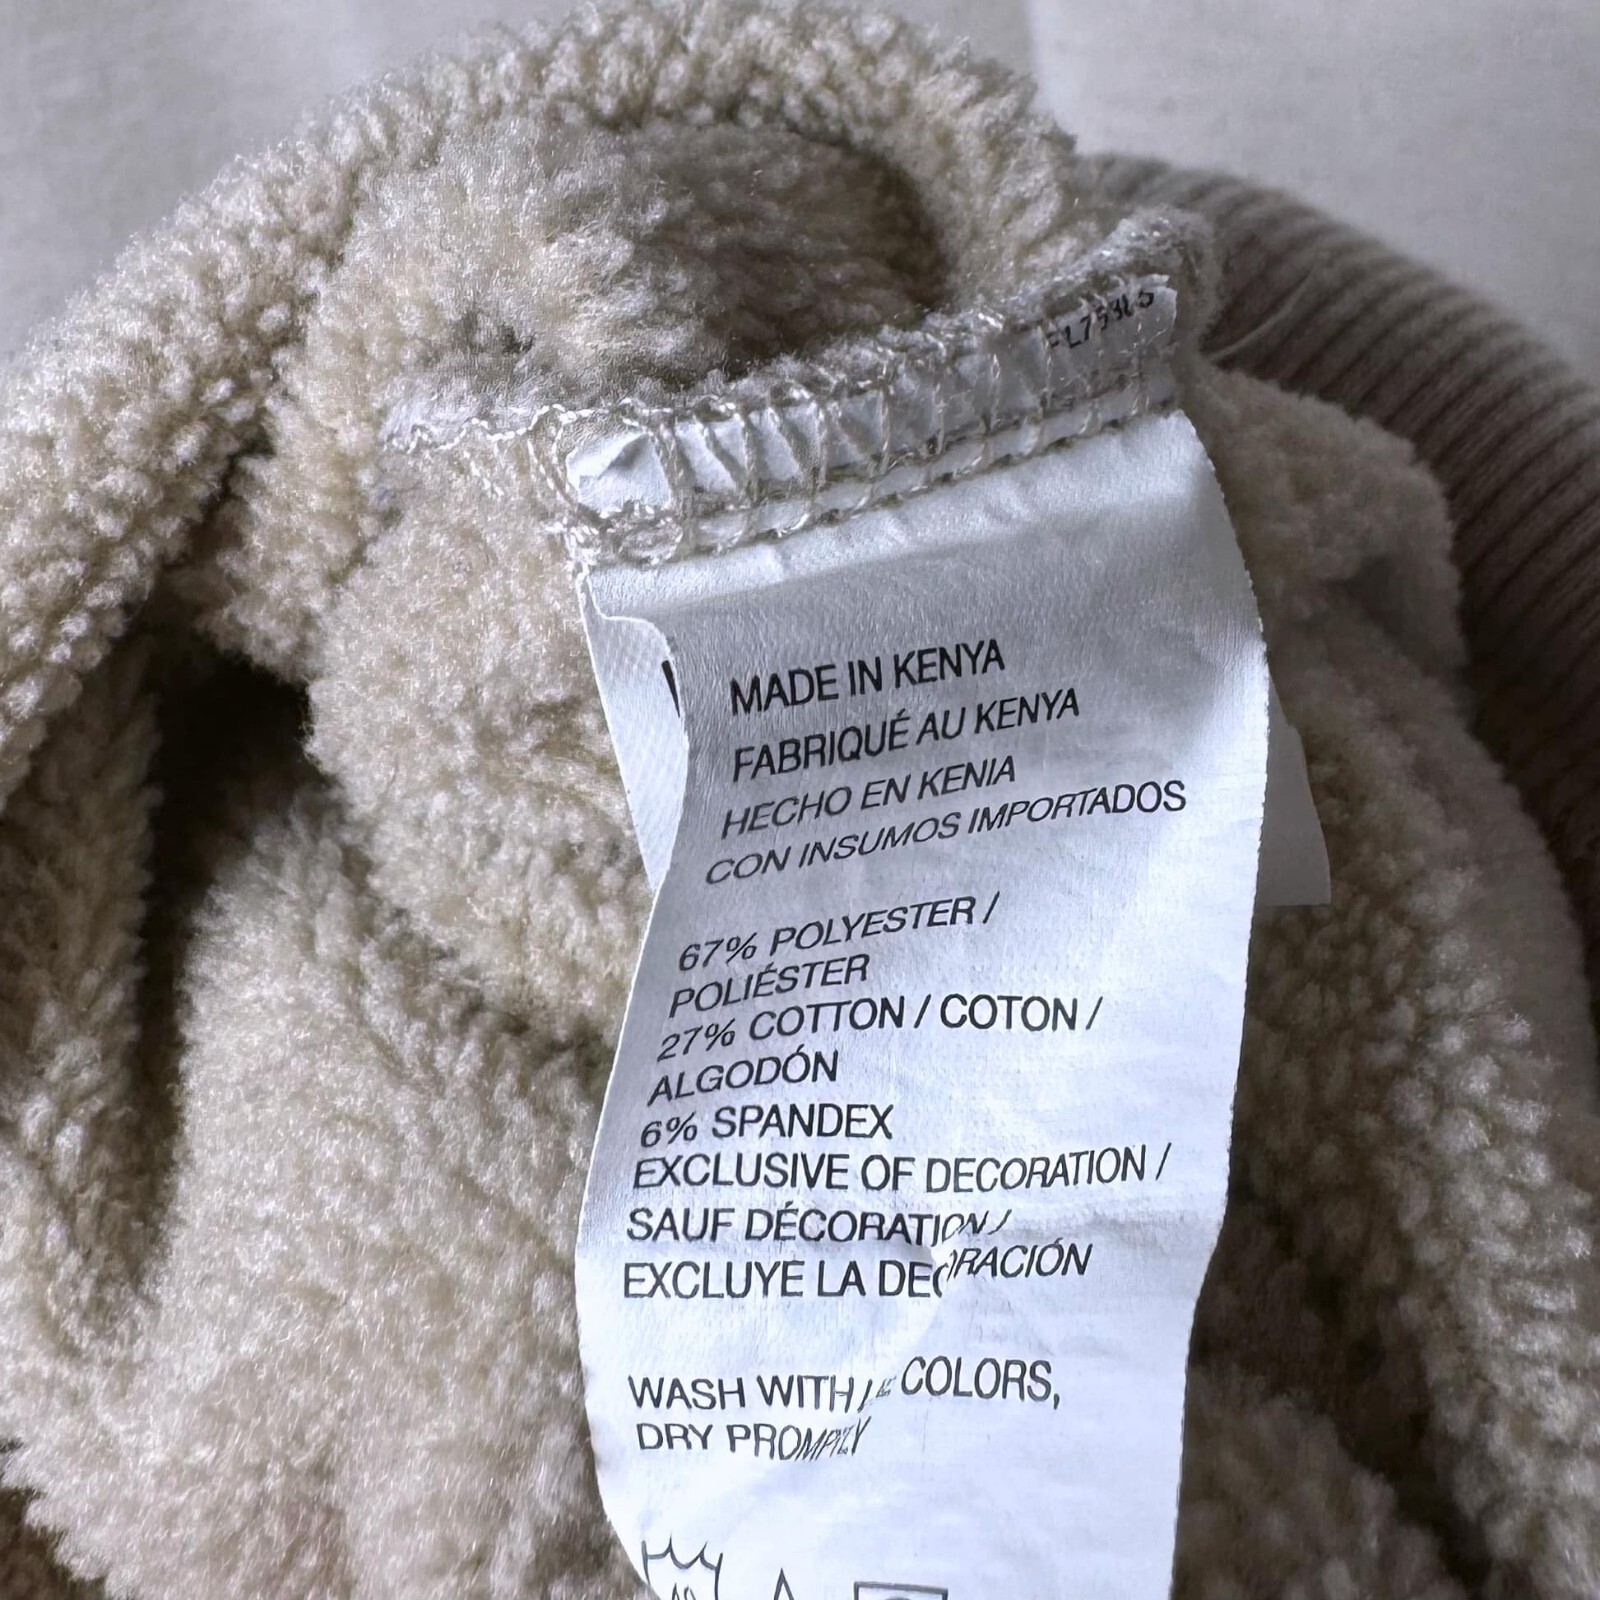 MADE IN KENYA
FABRIQUÉ AU KENYA
HECHO EN KENIA
CON INSUMOS IMPORTADOS
67% POLYESTER /
POLIÉSTER
27% COTTON / COTON /
ALGODÓN
6% SPANDEX
EXCLUSIVE OF DECORATION /
SAUF DÉCORATION /
EXCLUYE LA DECORACIÓN
WASH WITH COLORS,
DRY PROMPTLY